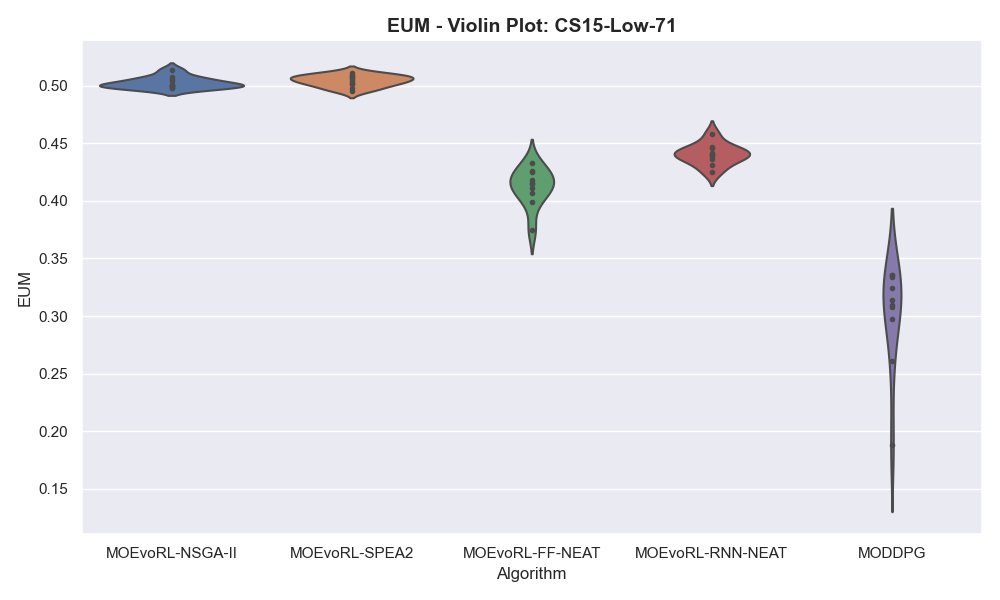 EUM - Violin Plot: CS15-Low-71
EUM
0.50
0.45
0.40
0.35
0.30
0.25
0.20
0.15
MOEvoRL-NSGA-II
MOEvoRL-SPEA2
MOEvoRL-FF-NEAT
MOEvoRL-RNN-NEAT
MODDPG
Algorithm